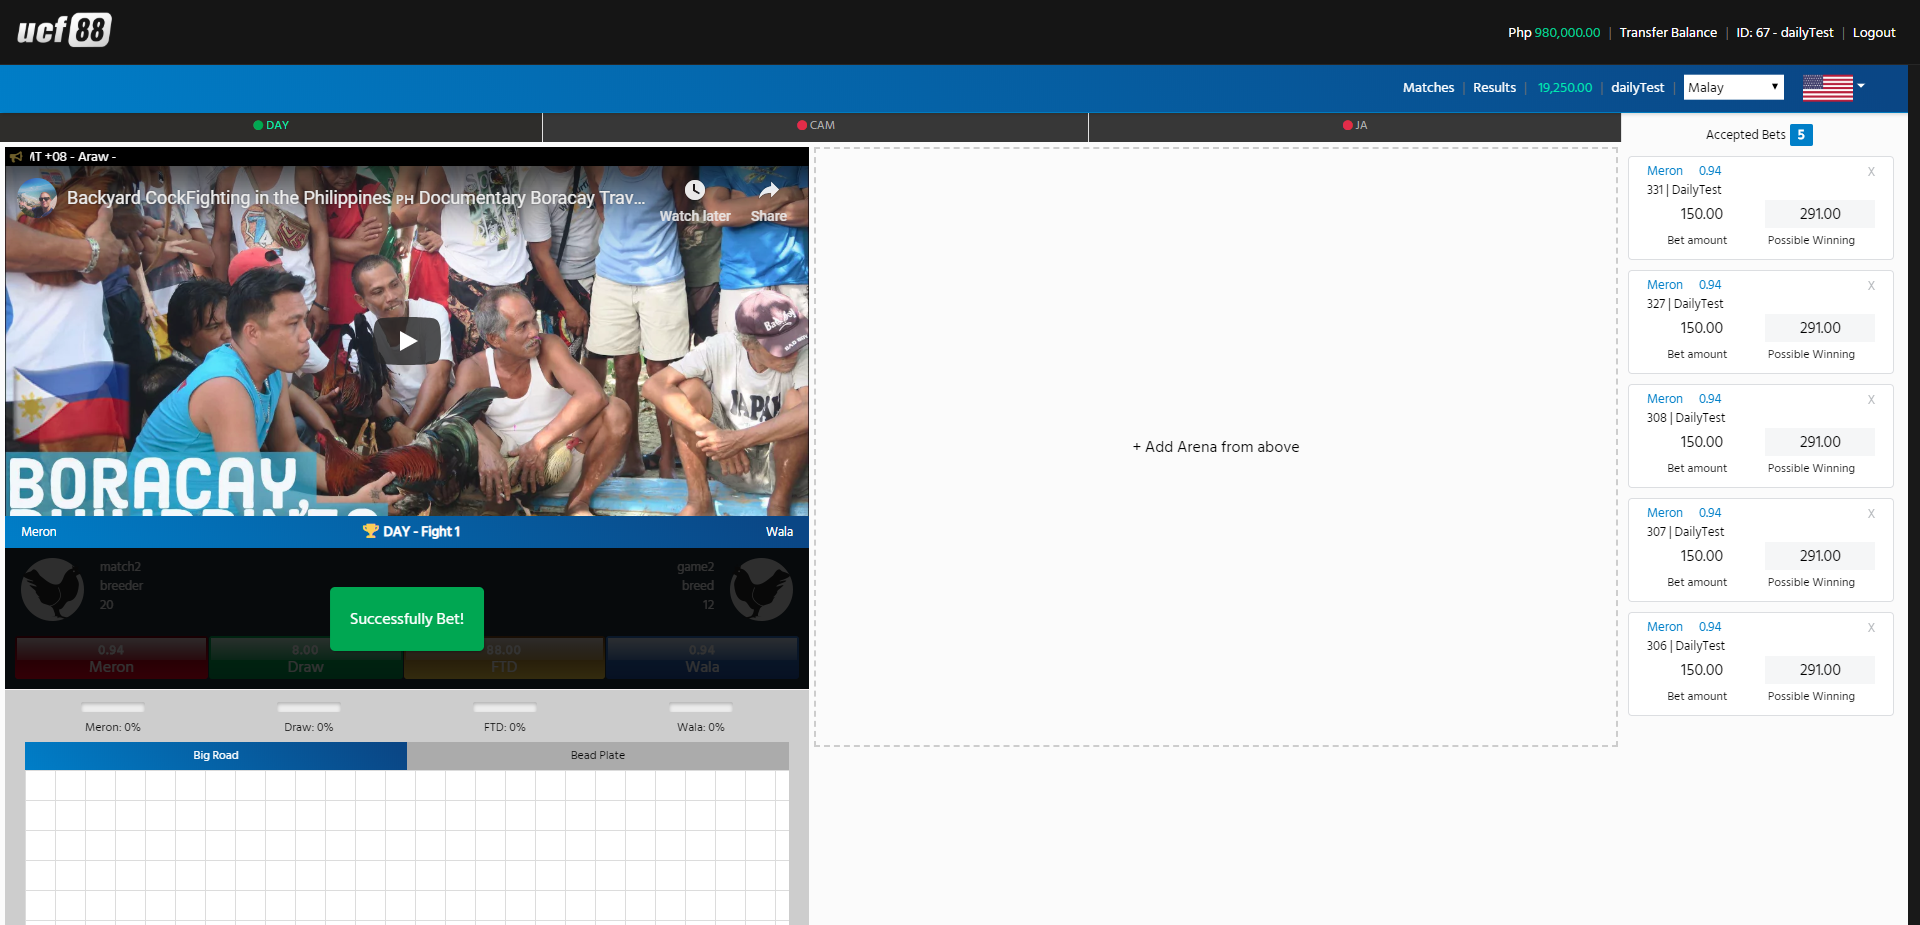 ucf 88
Php 980,000.00 | Transfer Balance | ID: 67 - dailyTest | Logout
Matches | Results | 19,250.00 | dailyTest | Malay
DAY
CAM
JA
MT +08 - Araw -
Backyard CockFighting in the Philippines PH Documentary Boracay Trav...
Watch later
Share
JAPAN
BORACAY,
Meron
DAY - Fight 1
Wala
match2
breeder
20
game2
breed
12
Successfully Bet!
0.94
Meron
8.00
Draw
88.00
FTD
0.94
Wala
Meron: 0%
Draw: 0%
FTD: 0%
Wala: 0%
Big Road
Bead Plate
+ Add Arena from above
Accepted Bets 5
Meron 0.94 X
331 | DailyTest
150.00 291.00
Bet amount Possible Winning
Meron 0.94 X
327 | DailyTest
150.00 291.00
Bet amount Possible Winning
Meron 0.94 X
308 | DailyTest
150.00 291.00
Bet amount Possible Winning
Meron 0.94 X
307 | DailyTest
150.00 291.00
Bet amount Possible Winning
Meron 0.94 X
306 | DailyTest
150.00 291.00
Bet amount Possible Winning